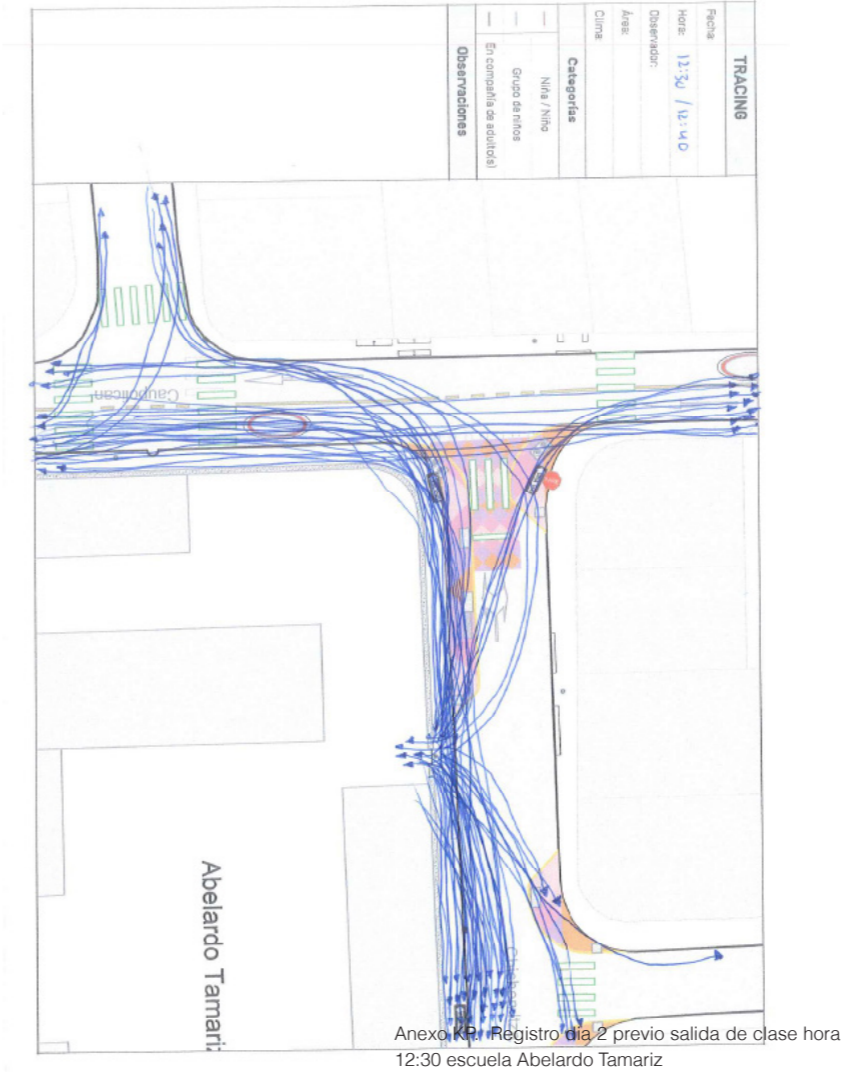 TRACING
Fecha:
Hora: 12:30 / 12:40
Observador:
Área:
Clima:
Categorías
Niña / Niño
Grupo de niños
En compañía de adulto(s)
Observaciones
Caupolican
Abelardo Tamariz
Anexo KP. Registro día 2 previo salida de clase hora
12:30 escuela Abelardo Tamariz